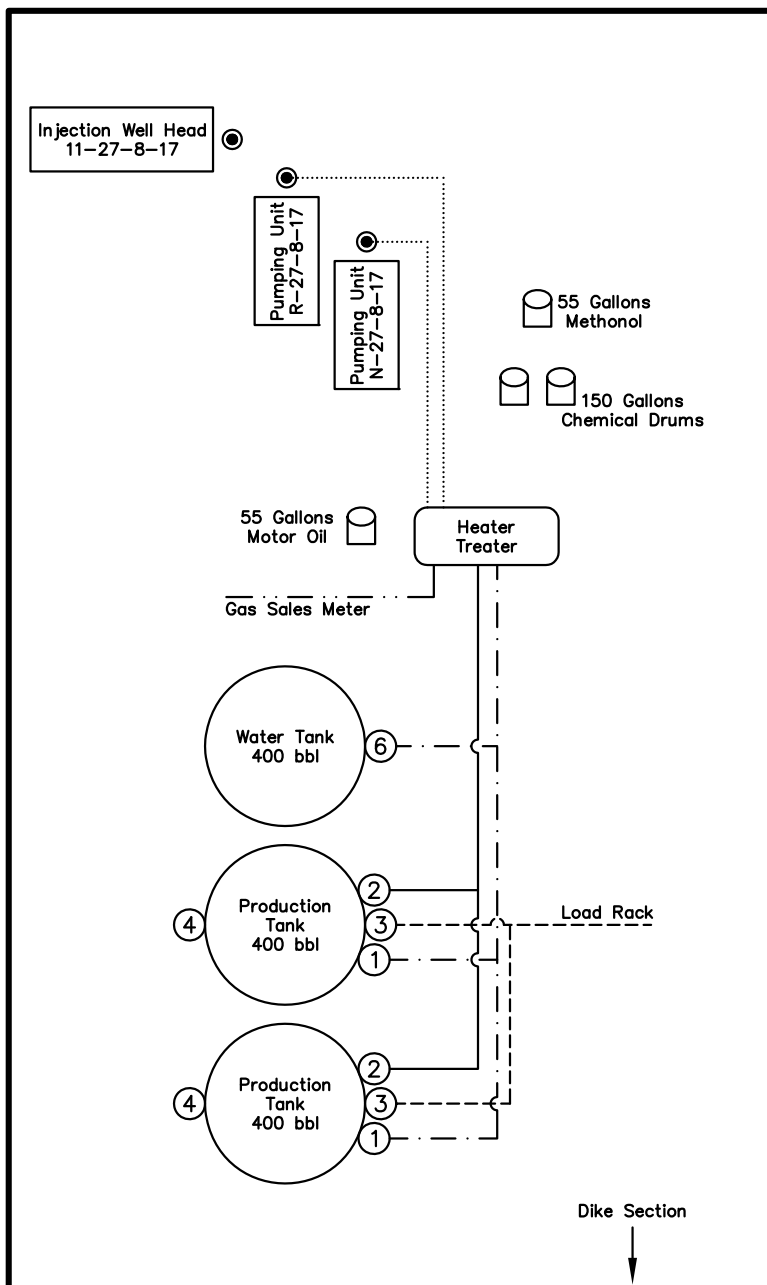 Injection Well Head
11-27-8-17
Pumping Unit
R-27-8-17
Pumping Unit
N-27-8-17
55 Gallons
Methonol
150 Gallons
Chemical Drums
55 Gallons
Motor Oil
Heater
Treater
Gas Sales Meter
Water Tank
400 bbl
6
Production
Tank
400 bbl
4
2
3
1
Load Rack
Production
Tank
400 bbl
4
2
3
1
Dike Section